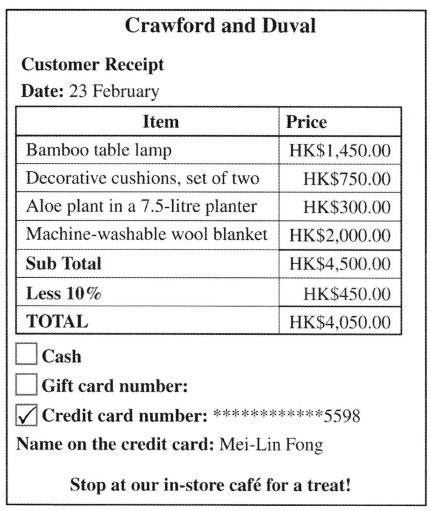 Crawford and Duval
Customer Receipt
Date: 23 February
Item Price
Bamboo table lamp HK$1,450.00
Decorative cushions, set of two HK$750.00
Aloe plant in a 7.5-litre planter HK$300.00
Machine-washable wool blanket HK$2,000.00
Sub Total HK$4,500.00
Less 10% HK$450.00
TOTAL HK$4,050.00
Cash
Gift card number:
Credit card number: ************5598
Name on the credit card: Mei-Lin Fong
Stop at our in-store café for a treat!